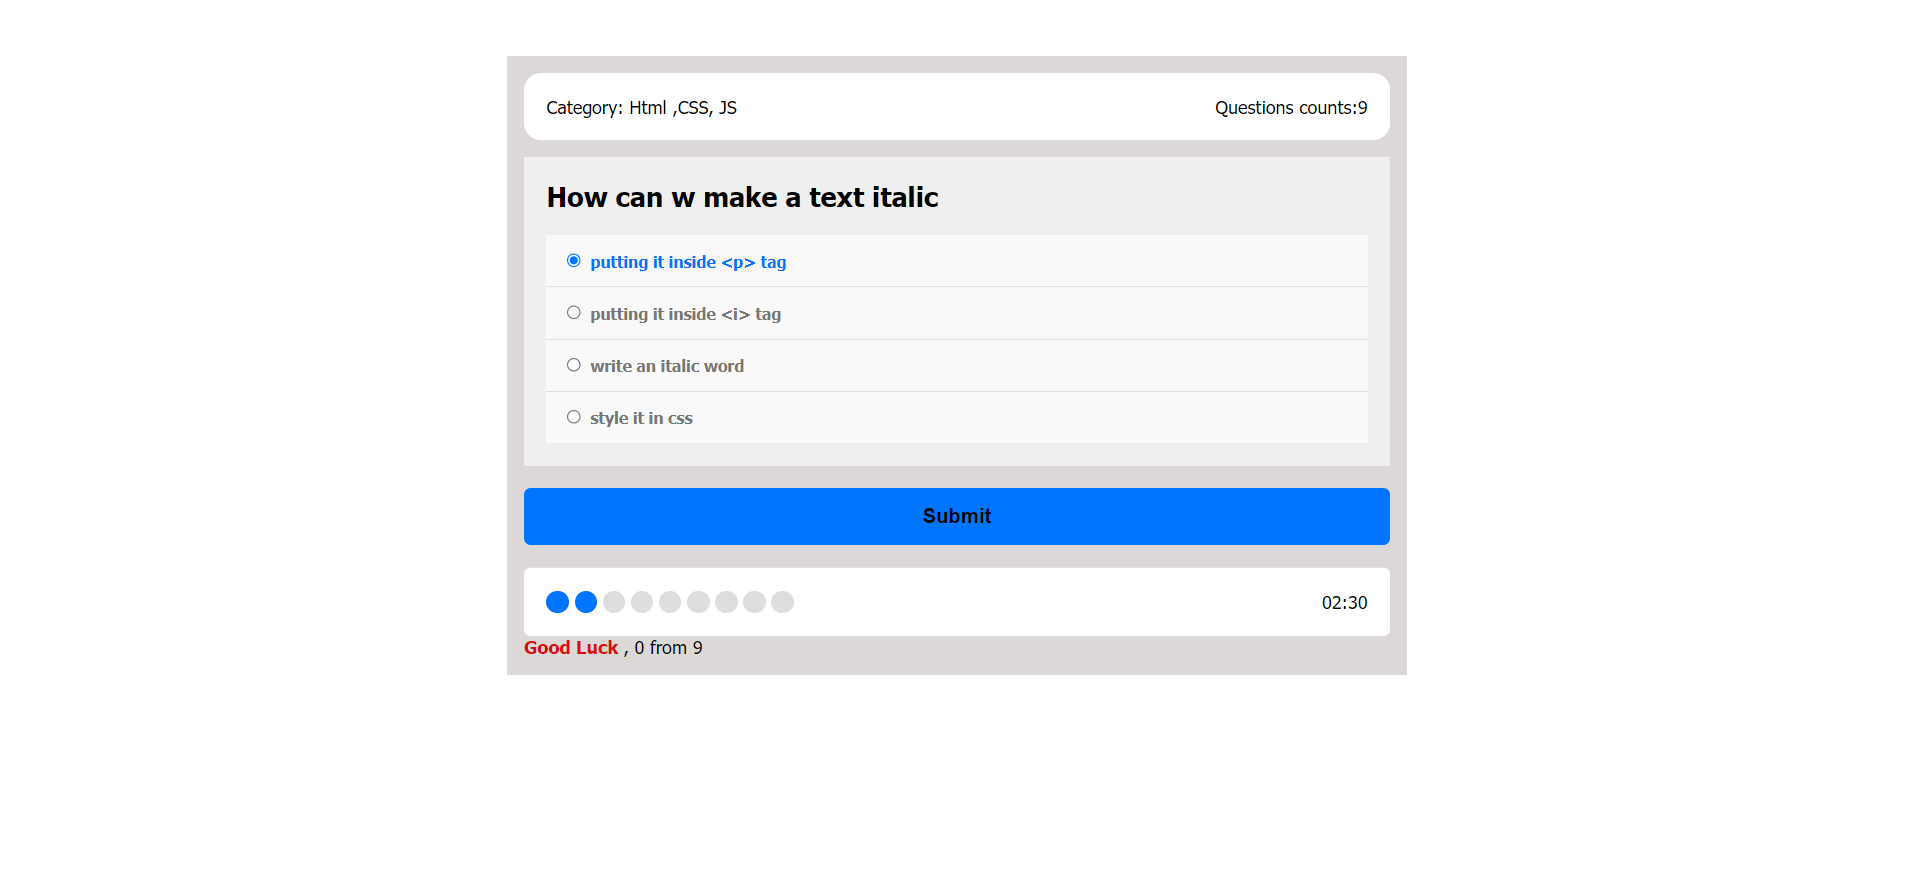 Category: Html ,CSS, JS Questions counts:9
How can w make a text italic
putting it inside <p> tag
putting it inside <i> tag
write an italic word
style it in css
Submit
02:30
Good Luck , 0 from 9